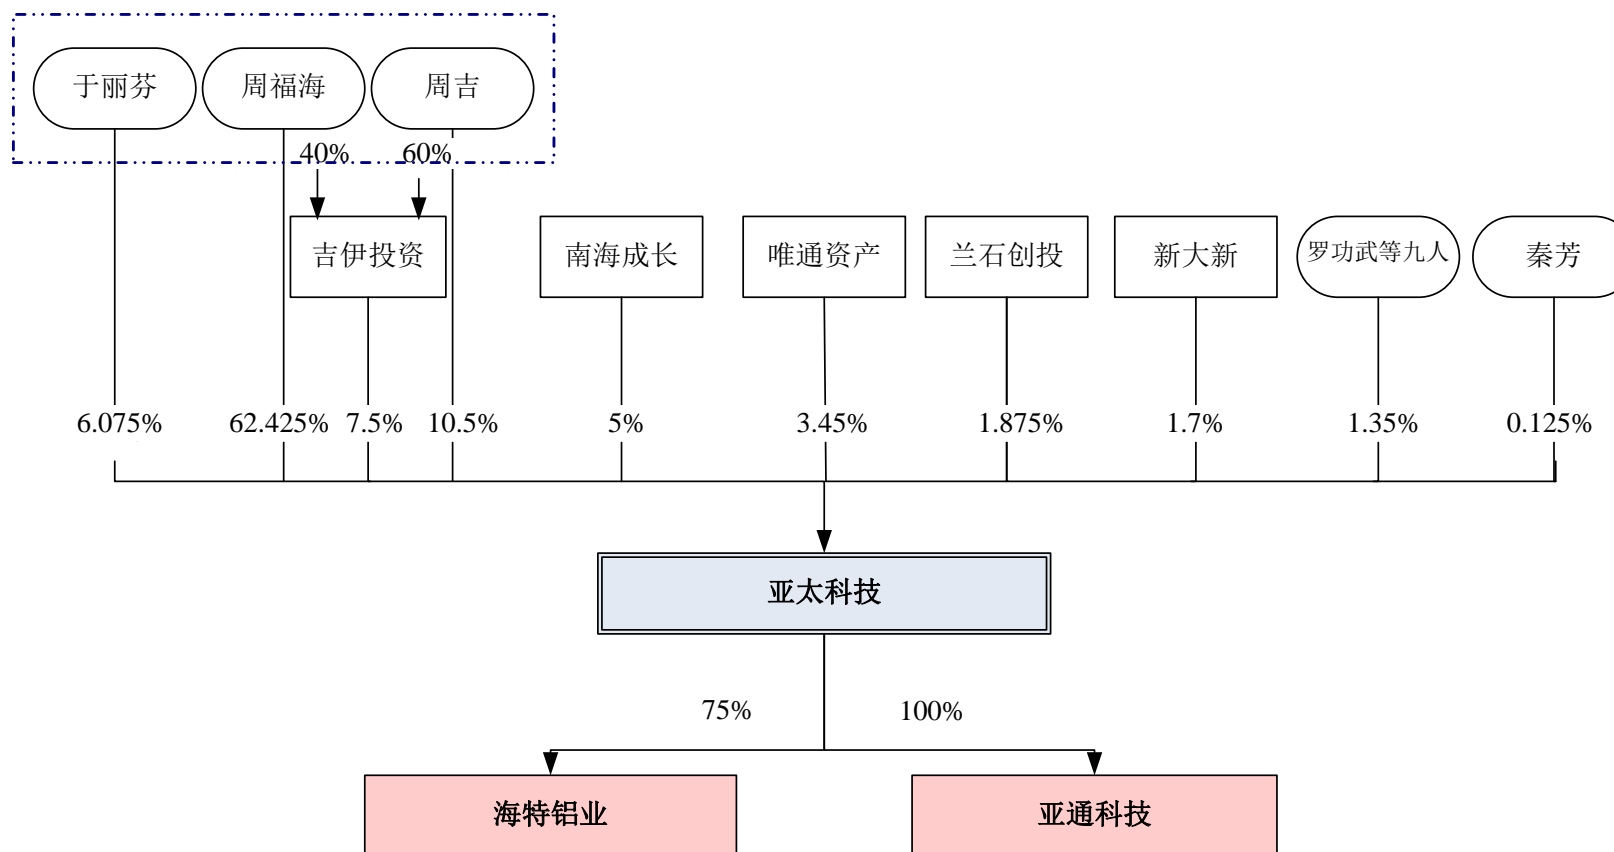 于丽芬
周福海
周吉
40%
60%
吉伊投资
南海成长
唯通资产
兰石创投
新大新
罗功武等九人
秦芳
6.075%
62.425%
7.5%
10.5%
5%
3.45%
1.875%
1.7%
1.35%
0.125%
亚太科技
75%
100%
海特铝业
亚通科技